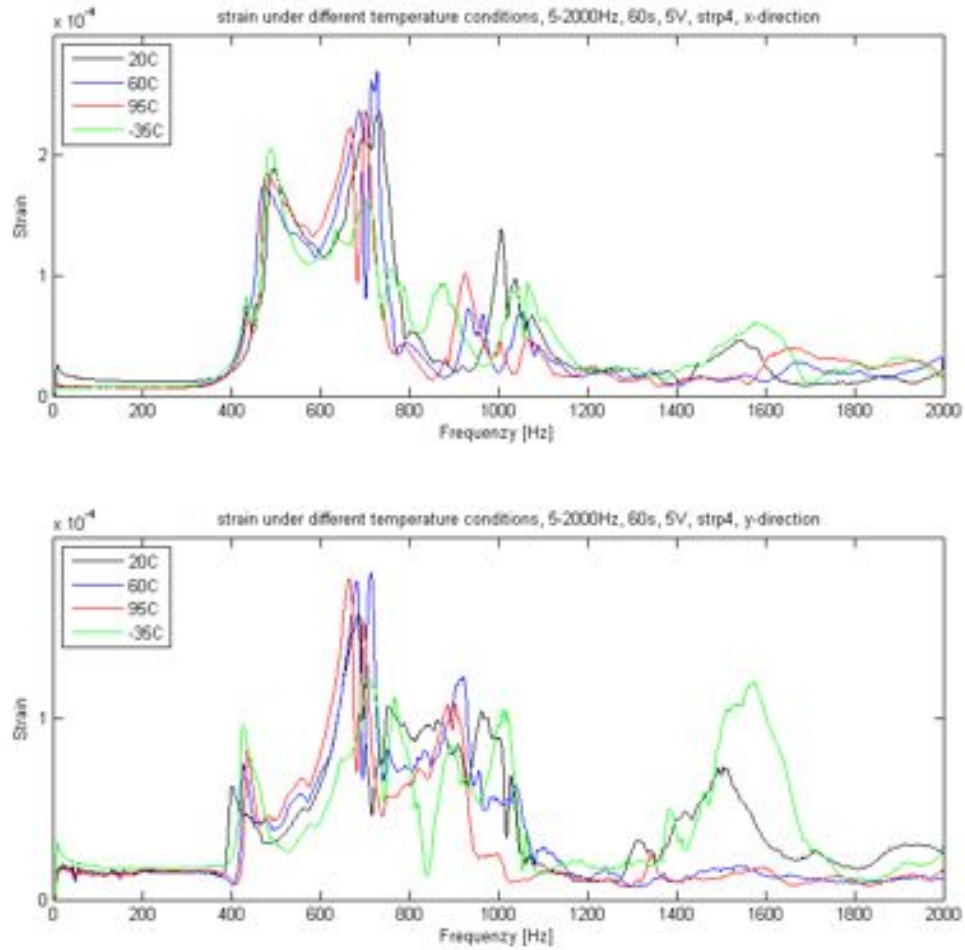 strain under different temperature conditions, 5-2000Hz, 60s, 5V, strp4, x-direction
x 10⁻⁴
20C
60C
95C
-35C
2
1
0
Strain
0 200 400 600 800 1000 1200 1400 1600 1800 2000
Frequenzy [Hz]
strain under different temperature conditions, 5-2000Hz, 60s, 5V, strp4, y-direction
x 10⁻⁴
20C
60C
95C
-35C
1
0
Strain
0 200 400 600 800 1000 1200 1400 1600 1800 2000
Frequenzy [Hz]